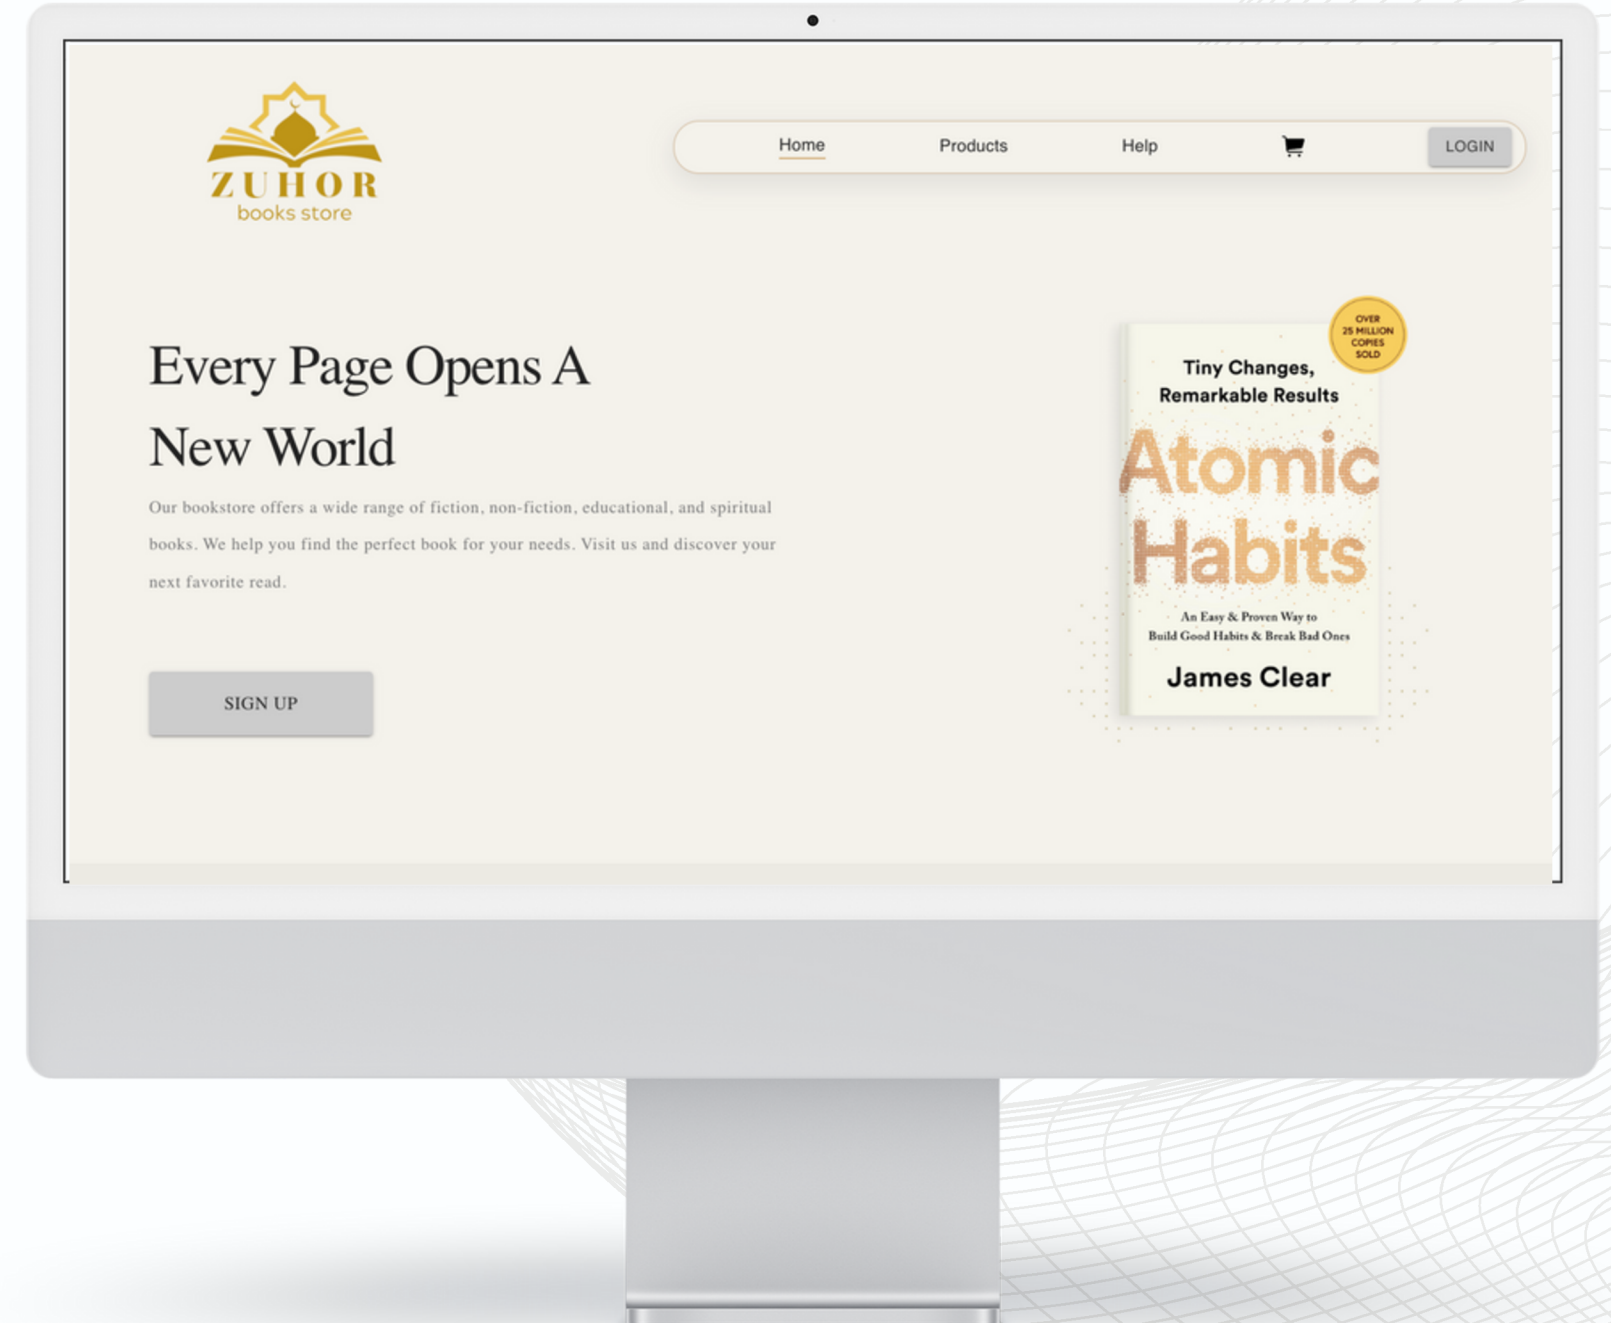 ZUHOR
books store
Home
Products
Help
LOGIN
Every Page Opens A
New World
Our bookstore offers a wide range of fiction, non-fiction, educational, and spiritual
books. We help you find the perfect book for your needs. Visit us and discover your
next favorite read.
SIGN UP
OVER
25 MILLION
COPIES
SOLD
Tiny Changes,
Remarkable Results
Atomic
Habits
An Easy & Proven Way to
Build Good Habits & Break Bad Ones
James Clear